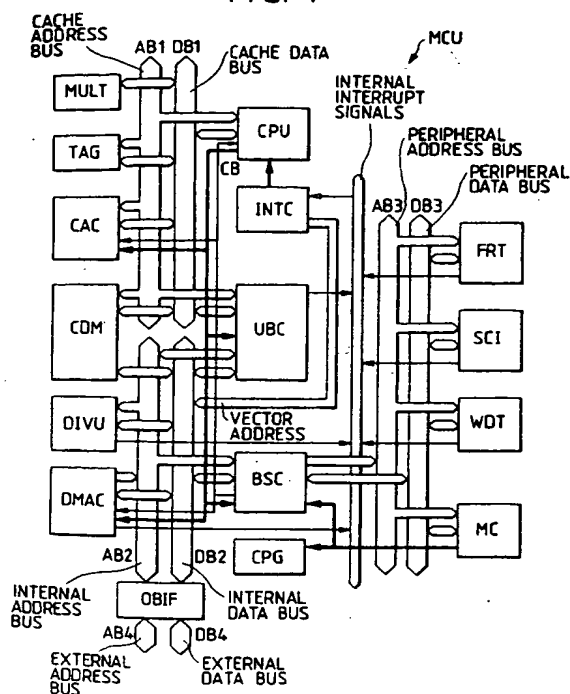 CACHE
ADDRESS
BUS
AB1 DB1
CACHE DATA
BUS
MCU
INTERNAL
INTERRUPT
SIGNALS
PERIPHERAL
ADDRESS BUS
PERIPHERAL
DATA BUS
MULT
CPU
TAG
CB
INTC
AB3 DB3
CAC
FRT
CDM
UBC
SCI
DIVU
VECTOR
ADDRESS
WDT
DMAC
BSC
MC
CPG
AB2
DB2
INTERNAL
ADDRESS
BUS
OBIF
INTERNAL
DATA BUS
AB4
DB4
EXTERNAL
ADDRESS
BUS
EXTERNAL
DATA BUS